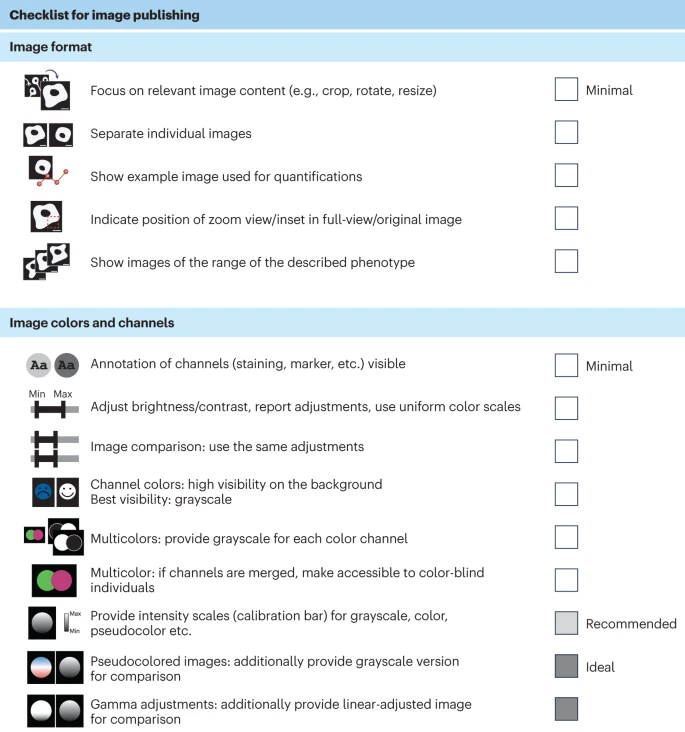 Checklist for image publishing
Image format
Focus on relevant image content (e.g., crop, rotate, resize)
Minimal
Separate individual images
Show example image used for quantifications
Indicate position of zoom view/inset in full-view/original image
Show images of the range of the described phenotype
Image colors and channels
Aa Aa
Annotation of channels (staining, marker, etc.) visible
Minimal
Min Max
Adjust brightness/contrast, report adjustments, use uniform color scales
Image comparison: use the same adjustments
Channel colors: high visibility on the background
Best visibility: grayscale
Multicolors: provide grayscale for each color channel
Multicolor: if channels are merged, make accessible to color-blind
individuals
Max
Min
Provide intensity scales (calibration bar) for grayscale, color,
pseudocolor etc.
Recommended
Pseudocolored images: additionally provide grayscale version
for comparison
Ideal
Gamma adjustments: additionally provide linear-adjusted image
for comparison